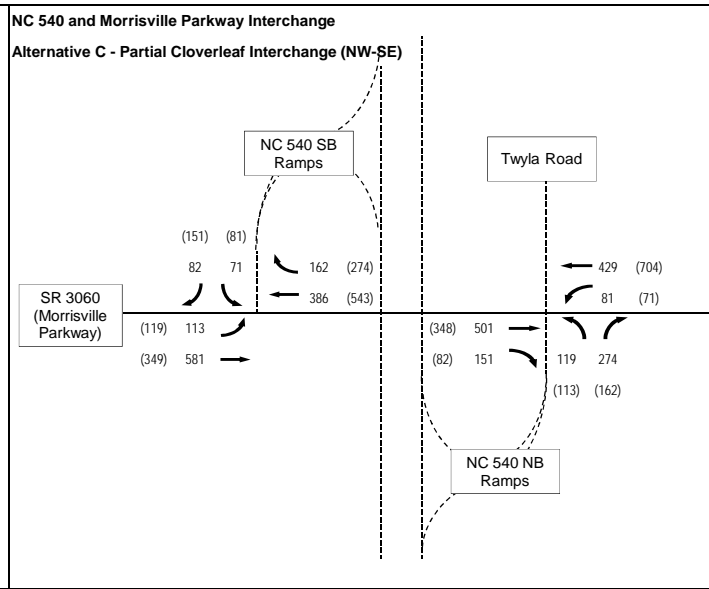 NC 540 and Morrisville Parkway Interchange
Alternative C - Partial Cloverleaf Interchange (NW-SE)
NC 540 SB
Ramps
Twyla Road
(151) (81)
82 71
162 (274)
386 (543)
429 (704)
81 (71)
SR 3060
(Morrisville
Parkway)
(119) 113
(349) 581
(348) 501
(82) 151
119 274
(113) (162)
NC 540 NB
Ramps